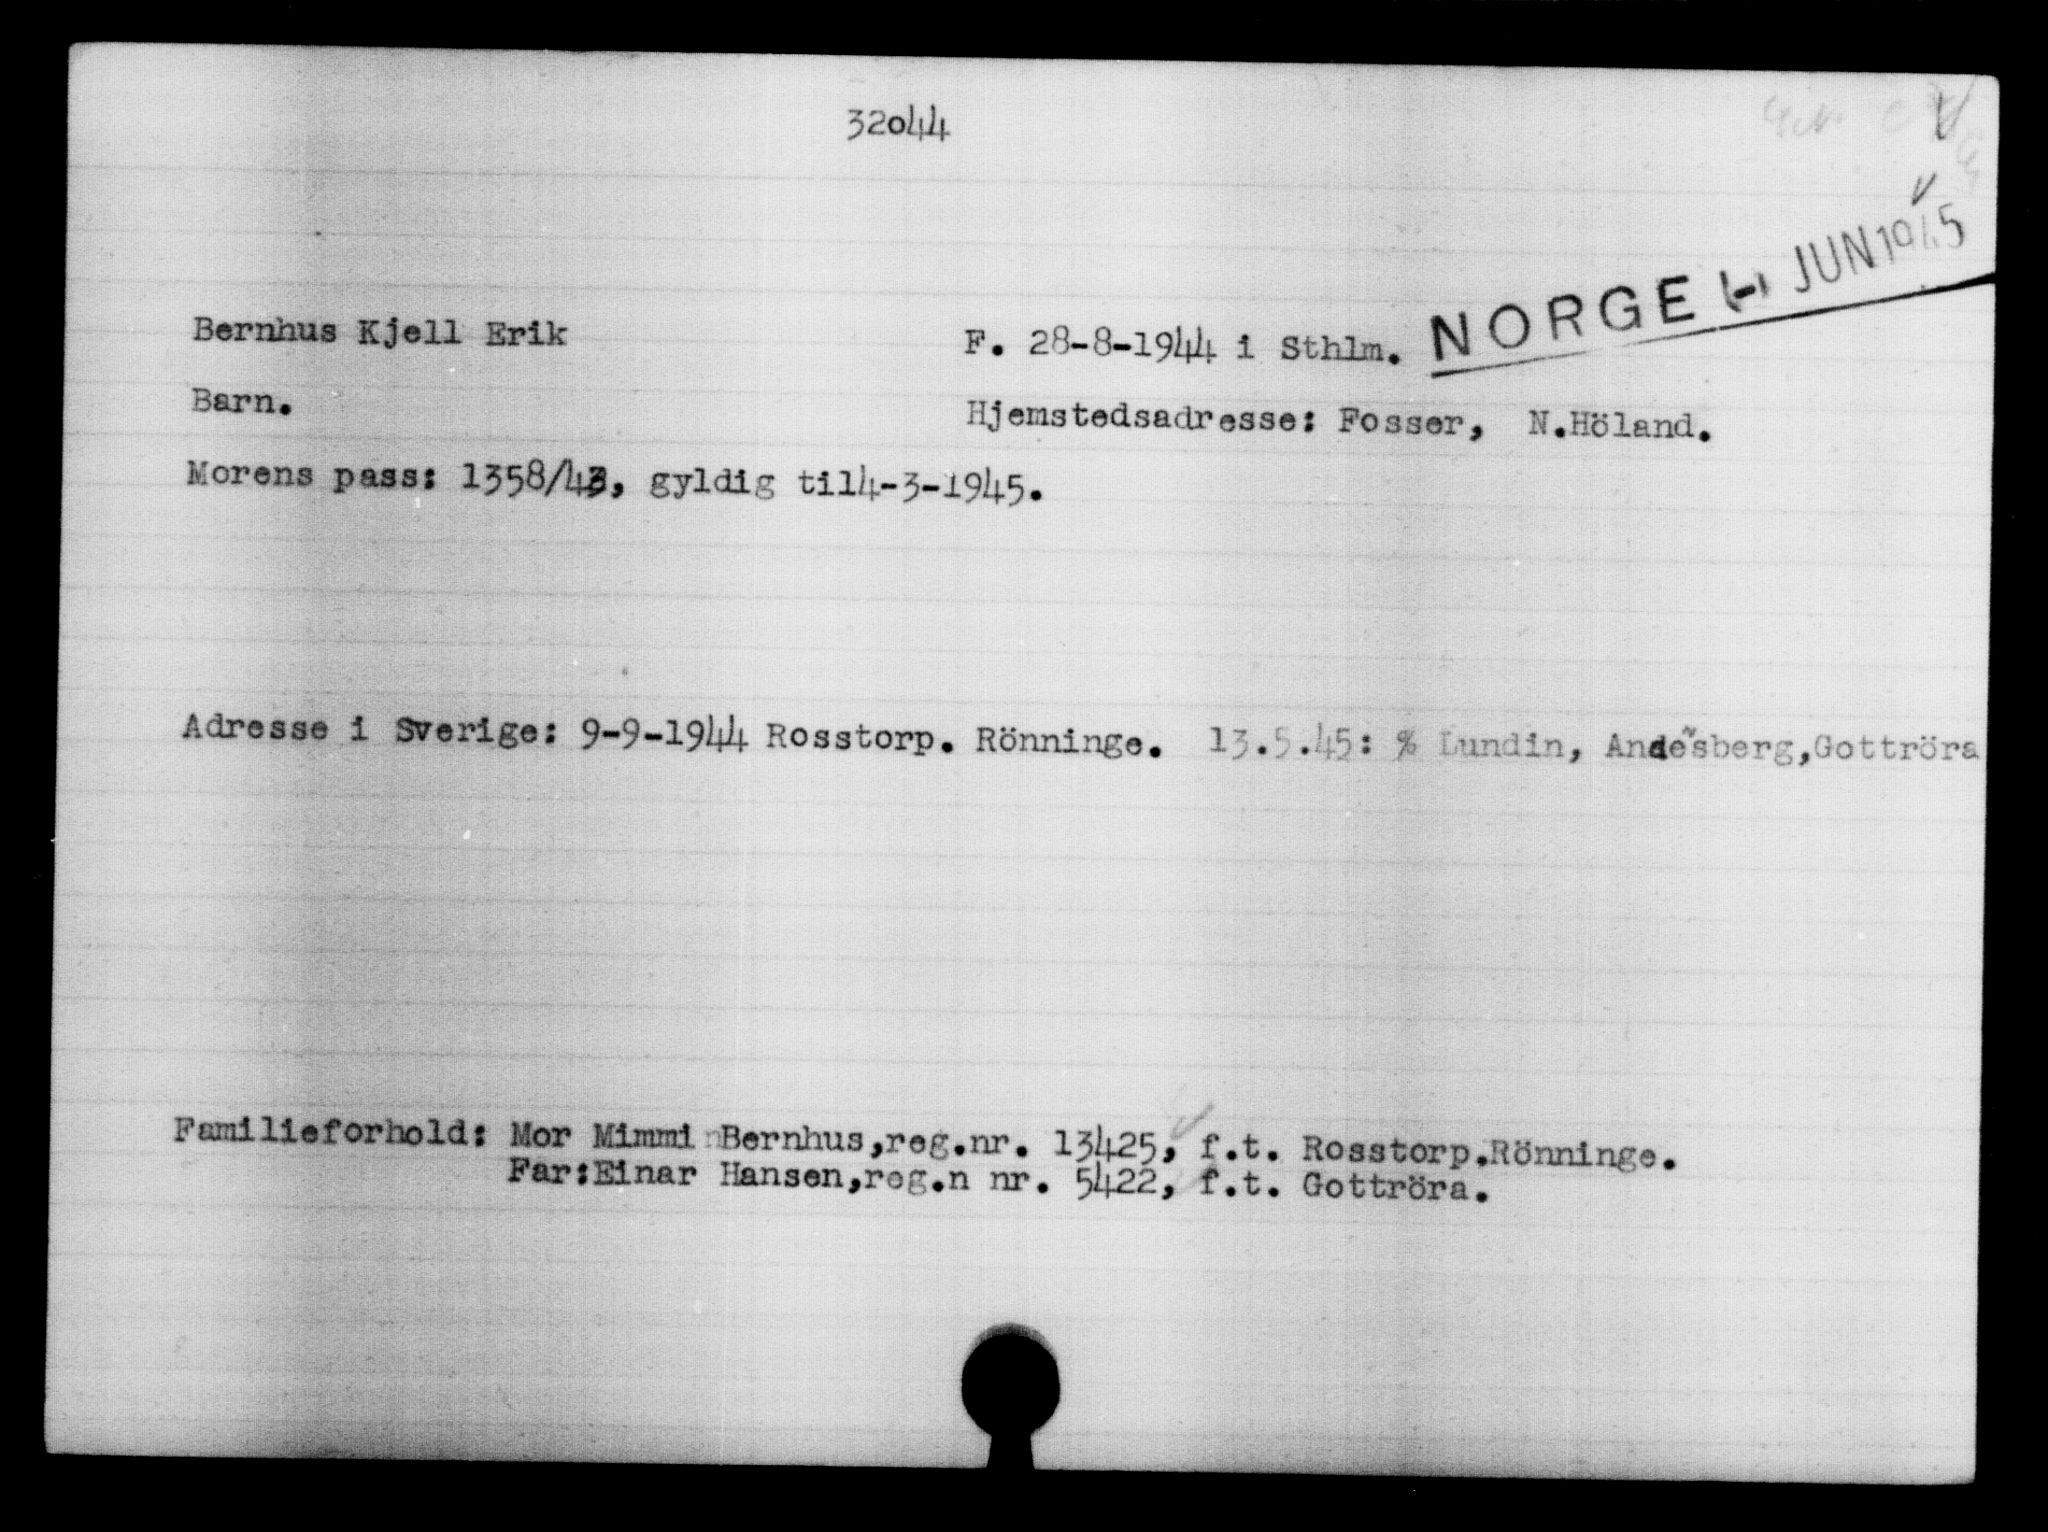 32044
NORGE JUN 1945
Bernhus Kjell Erik F. 28-8-1944 i Sthlm.
Barn. Hjemstedsadresse: Fosser, N.Höland.
Morens pass: 1358/43, gyldig til4-3-1945.
Adresse i Sverige: 9-9-1944 Rosstorp. Rönninge. 13.5.45: % Lundin, Andesberg,Gottröra
Familieforhold: Mor Mimmi Bernhus,reg.nr. 13425, f.t. Rosstorp.Rönninge.
Far:Einar Hansen,reg.n nr. 5422, f.t. Gottröra.